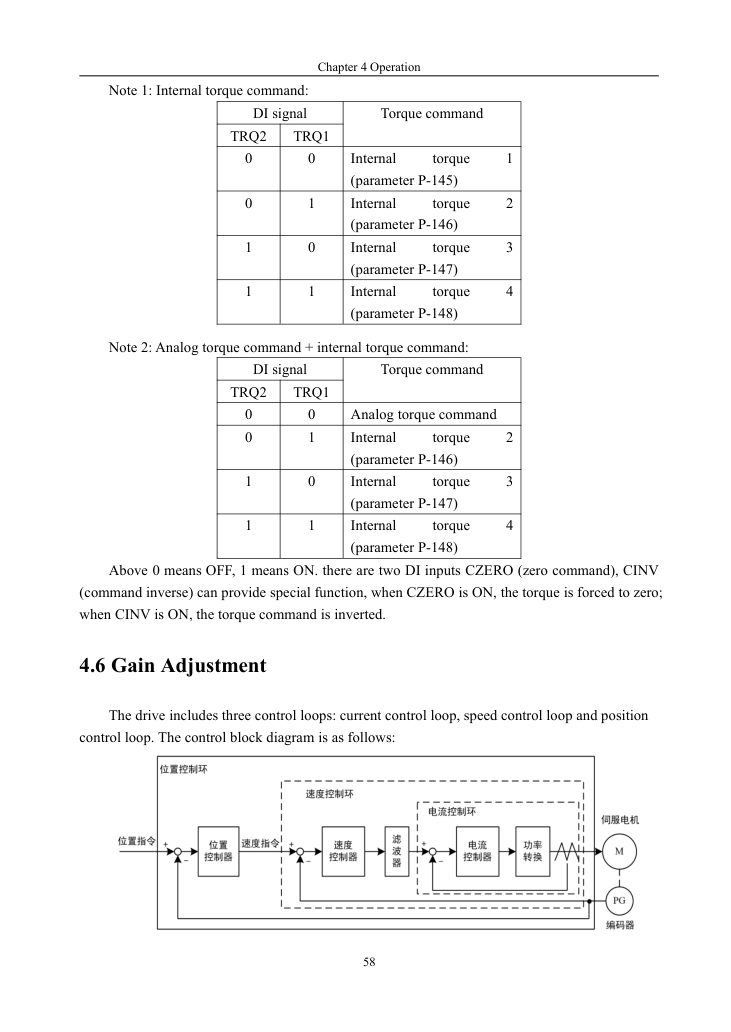 Chapter 4 Operation
Note 1: Internal torque command:
DI signal Torque command
TRQ2 TRQ1
0 0 Internal torque 1
(parameter P-145)
0 1 Internal torque 2
(parameter P-146)
1 0 Internal torque 3
(parameter P-147)
1 1 Internal torque 4
(parameter P-148)
Note 2: Analog torque command + internal torque command:
DI signal Torque command
TRQ2 TRQ1
0 0 Analog torque command
0 1 Internal torque 2
(parameter P-146)
1 0 Internal torque 3
(parameter P-147)
1 1 Internal torque 4
(parameter P-148)
Above 0 means OFF, 1 means ON. there are two DI inputs CZERO (zero command), CINV
(command inverse) can provide special function, when CZERO is ON, the torque is forced to zero;
when CINV is ON, the torque command is inverted.
4.6 Gain Adjustment
The drive includes three control loops: current control loop, speed control loop and position
control loop. The control block diagram is as follows:
位置控制环
速度控制环
电流控制环
伺服电机
位置指令
+
−
位置
控制器
速度指令
+
−
速度
控制器
滤
波
器
+
−
电流
控制器
功率
转换
M
PG
编码器
58